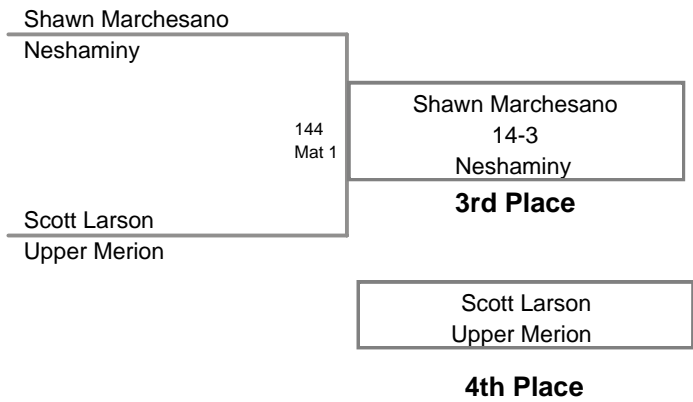 Shawn Marchesano
Neshaminy
144
Mat 1
Shawn Marchesano
14-3
Neshaminy
3rd Place
Scott Larson
Upper Merion
Scott Larson
Upper Merion
4th Place